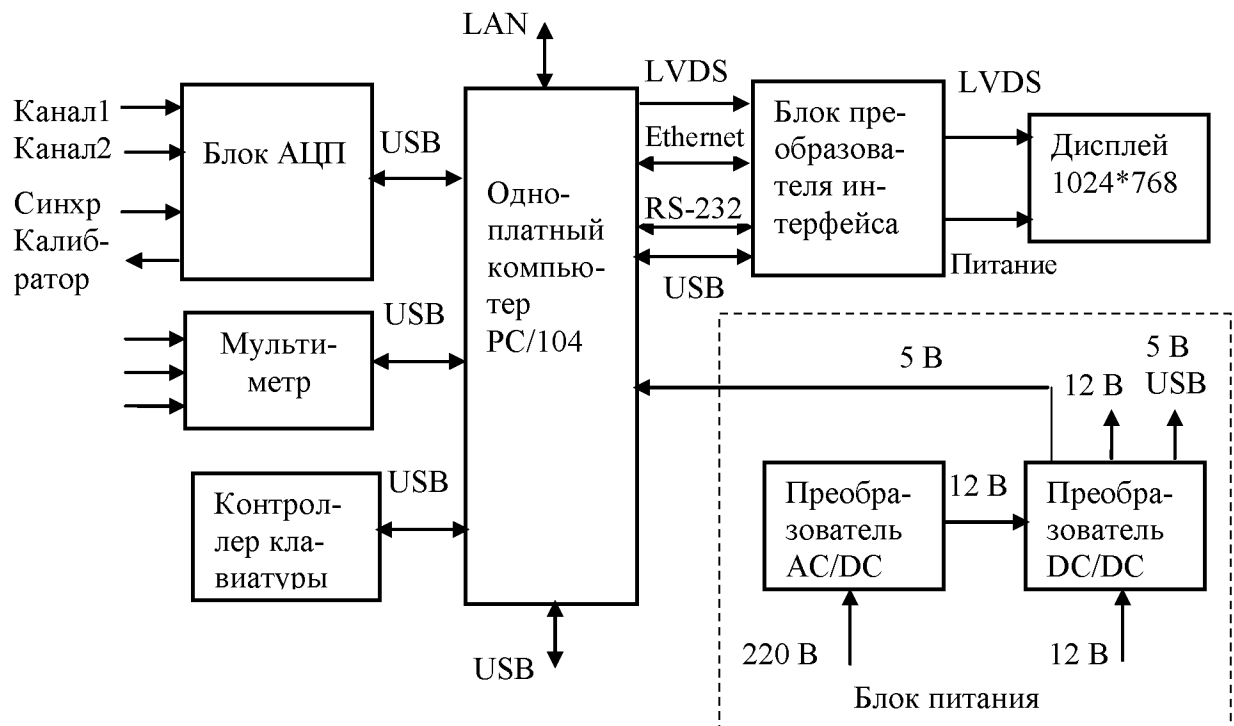 LAN
Канал1
Канал2
Синхр
Калиб-
ратор
Блок АЦП
USB
Мульти-
метр
USB
Контрол-
лер кла-
виатуры
USB
Одно-
платный
компью-
тер
PC/104
USB
LVDS
Ethernet
RS-232
USB
Блок пре-
образова-
теля ин-
терфейса
LVDS
Питание
Дисплей
1024*768
5 В
12 В
5 В
USB
Преобра-
зователь
AC/DC
12 В
Преобра-
зователь
DC/DC
220 В
12 В
Блок питания